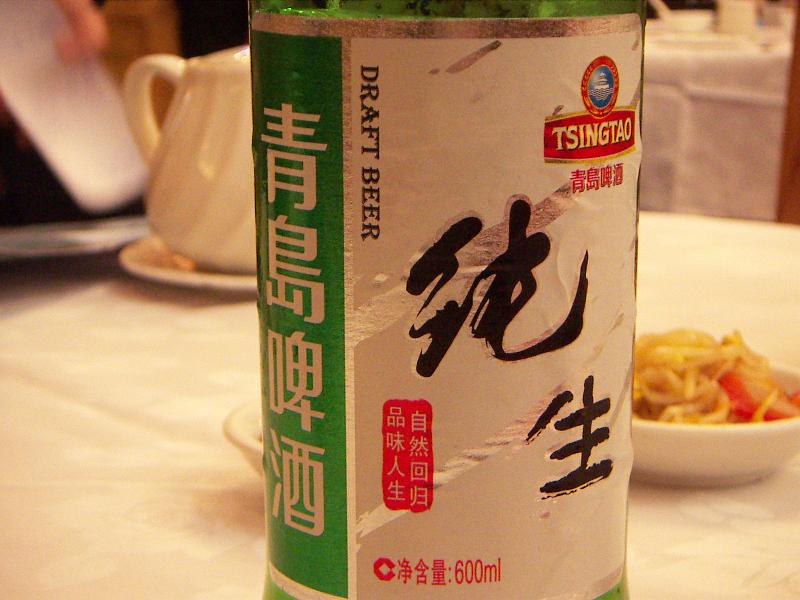 青島啤酒
DRAFT BEER
TSINGTAO
青島啤酒
纯生
自然回归
品味人生
净含量:600ml